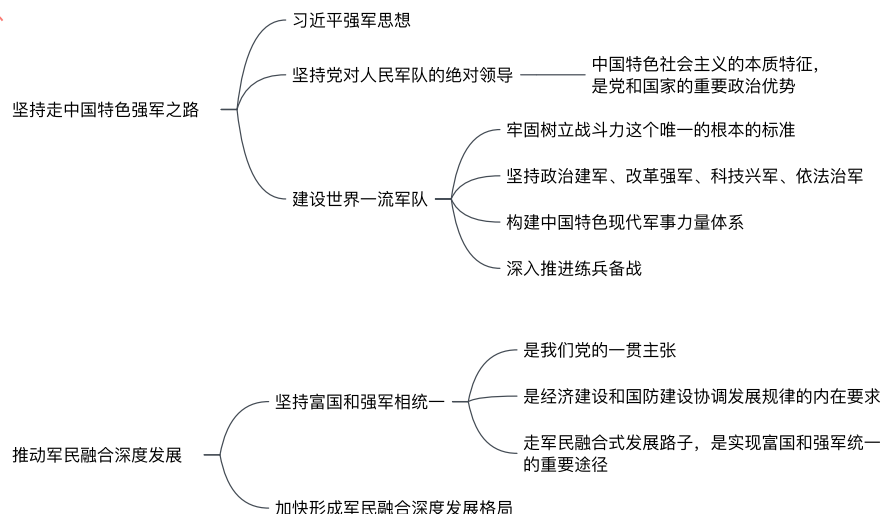 坚持走中国特色强军之路
习近平强军思想
坚持党对人民军队的绝对领导
中国特色社会主义的本质特征，
是党和国家的重要政治优势
建设世界一流军队
牢固树立战斗力这个唯一的根本的标准
坚持政治建军、改革强军、科技兴军、依法治军
构建中国特色现代军事力量体系
深入推进练兵备战
推动军民融合深度发展
坚持富国和强军相统一
是我们党的一贯主张
是经济建设和国防建设协调发展规律的内在要求
走军民融合式发展路子，是实现富国和强军统一
的重要途径
加快形成军民融合深度发展格局